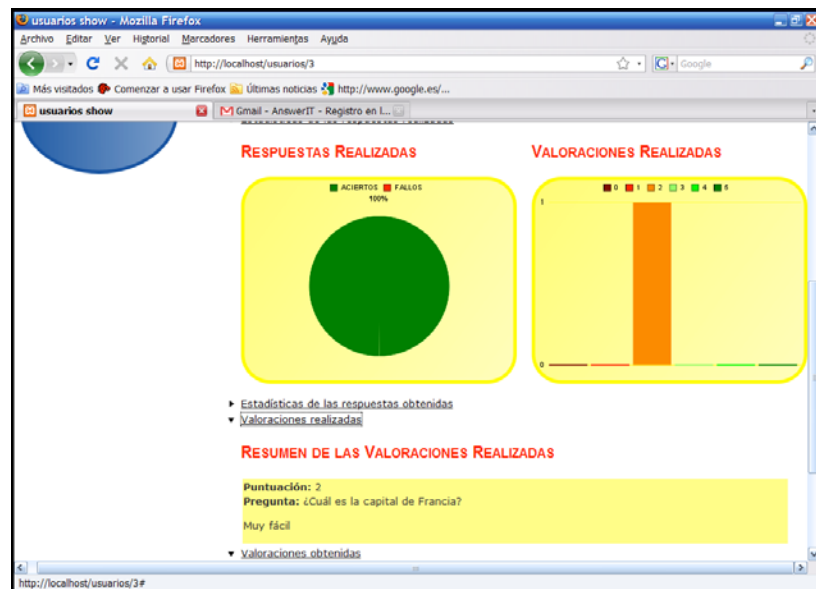 usuarios show - Mozilla Firefox
Archivo Editar Ver Historial Marcadores Herramientas Ayuda
http://localhost/usuarios/3
Google
Más visitados Comenzar a usar Firefox Últimas noticias http://www.google.es/...
usuarios show
Gmail - AnswerIT - Registro en l...
RESPUESTAS REALIZADAS
VALORACIONES REALIZADAS
ACIERTOS FALLOS
100%
0 1 2 3 4 5
1
0
Estadísticas de las respuestas obtenidas
Valoraciones realizadas
RESUMEN DE LAS VALORACIONES REALIZADAS
Puntuación: 2
Pregunta: ¿Cuál es la capital de Francia?
Muy fácil
Valoraciones obtenidas
http://localhost/usuarios/3#